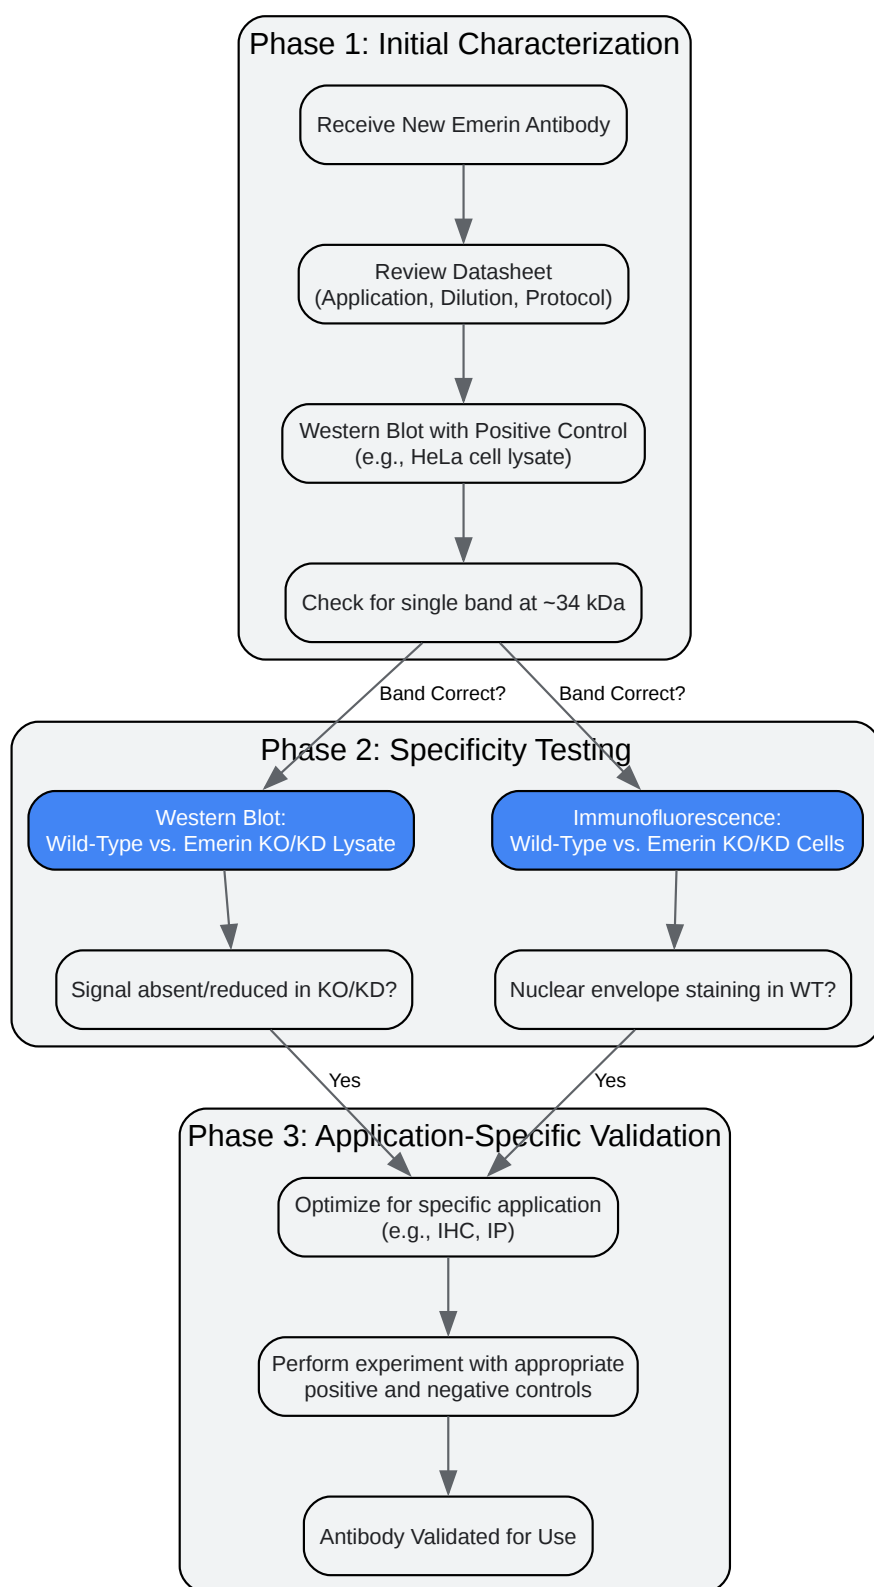 Phase 1: Initial Characterization
Receive New Emerin Antibody
Review Datasheet
(Application, Dilution, Protocol)
Western Blot with Positive Control
(e.g., HeLa cell lysate)
Check for single band at ~34 kDa
Band Correct?
Band Correct?
Phase 2: Specificity Testing
Western Blot:
Wild-Type vs. Emerin KO/KD Lysate
Immunofluorescence:
Wild-Type vs. Emerin KO/KD Cells
Signal absent/reduced in KO/KD?
Nuclear envelope staining in WT?
Yes
Yes
Phase 3: Application-Specific Validation
Optimize for specific application
(e.g., IHC, IP)
Perform experiment with appropriate
positive and negative controls
Antibody Validated for Use